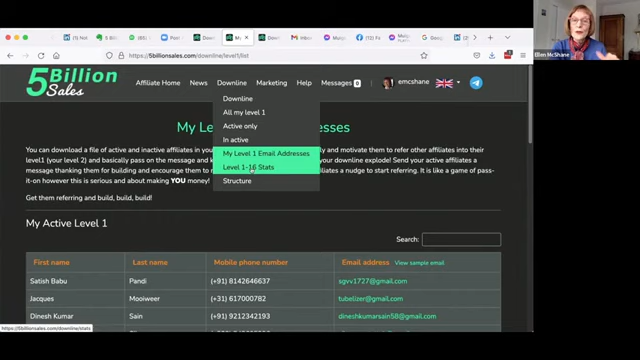 (1) Not
My L
Google
https://5billionsales.com/downline/level1/list
Ellen McShane
5Billion
Sales
Affiliate Home News Downline Marketing Help Messages 0 emcshane
Downline
All my level 1
Active only
In active
My Level 1 Email Addresses
Level 1-16 Stats
Structure
My Le
resses
You can download a file of active and inactive affiliates in you
and motivate them to refer other affiliates into their
level1 (your level 2) and basically pass on the message and k
your downline explode! Send your active affiliates a
message thanking them for building and encourage them to
affiliates a nudge to start referring. It is like a game of pass-
it-on however this is serious and about making YOU money!
Get them referring and build, build, build!
My Active Level 1
Search:
First name Last name Mobile phone number Email address View sample email
Satish Babu Pandi (+91) 8142646637 sgvv1727@gmail.com
Jacques Mooiweer (+31) 617000782 tubelizer@gmail.com
Dinesh Kumar Sain (+91) 9212342193 dineshkumarsain58@gmail.com
https://5billionsales.com/downline/stats